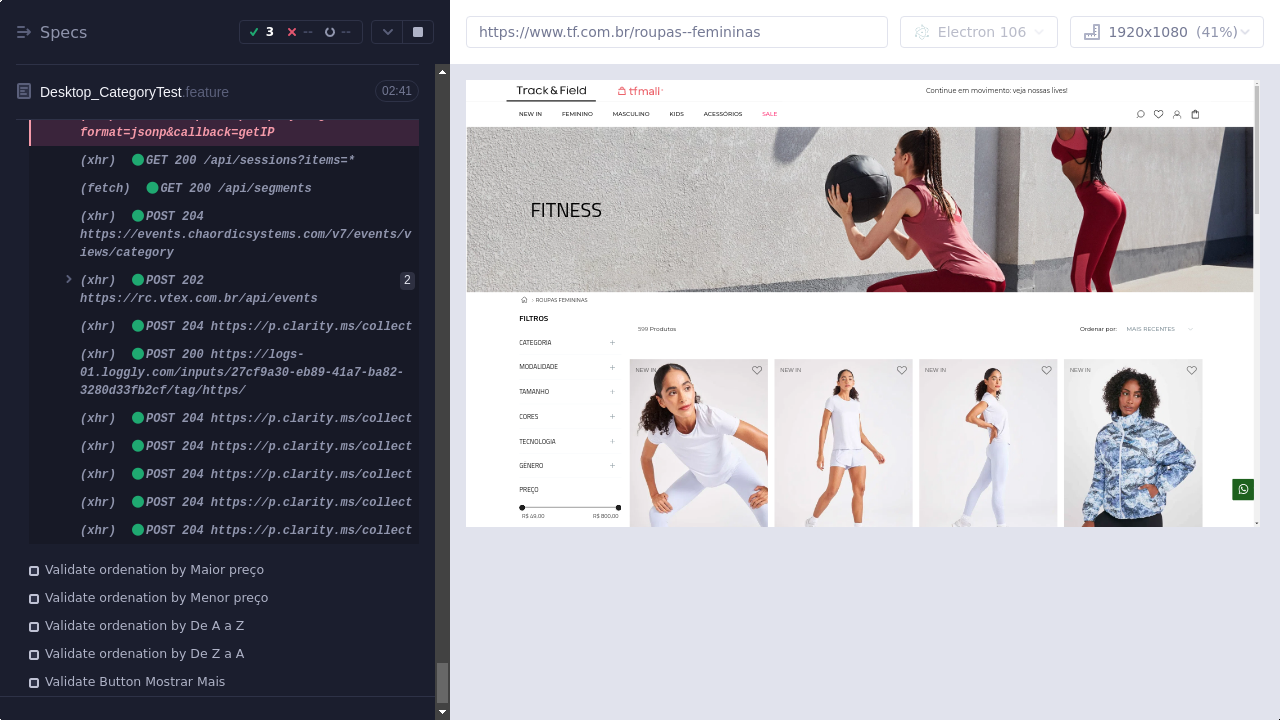 Specs
3
--
--
https://www.tf.com.br/roupas--femininas
Electron 106
1920x1080 (41%)
Desktop_CategoryTest.feature
02:41
format=jsonp&callback=getIP
(xhr) GET 200 /api/sessions?items=*
(fetch) GET 200 /api/segments
(xhr) POST 204
https://events.chaordicsystems.com/v7/events/v
iews/category
(xhr) POST 202
2
https://rc.vtex.com.br/api/events
(xhr) POST 204 https://p.clarity.ms/collect
(xhr) POST 200 https://logs-
01.loggly.com/inputs/27cf9a30-eb89-41a7-ba82-
3280d33fb2cf/tag/https/
(xhr) POST 204 https://p.clarity.ms/collect
(xhr) POST 204 https://p.clarity.ms/collect
(xhr) POST 204 https://p.clarity.ms/collect
(xhr) POST 204 https://p.clarity.ms/collect
(xhr) POST 204 https://p.clarity.ms/collect
Validate ordenation by Maior preço
Validate ordenation by Menor preço
Validate ordenation by De A a Z
Validate ordenation by De Z a A
Validate Button Mostrar Mais
Track&Field
tfmall
Continue em movimento: veja nossas lives!
NEW IN
FEMININO
MASCULINO
KIDS
ACESSÓRIOS
SALE
FITNESS
› ROUPAS FEMININAS
FILTROS
599 Produtos
Ordenar por:
MAIS RECENTES
CATEGORIA +
MODALIDADE +
TAMANHO +
CORES +
TECNOLOGIA +
GENERO +
PREÇO
R$ 49,00
R$ 800,00
NEW IN
NEW IN
NEW IN
NEW IN